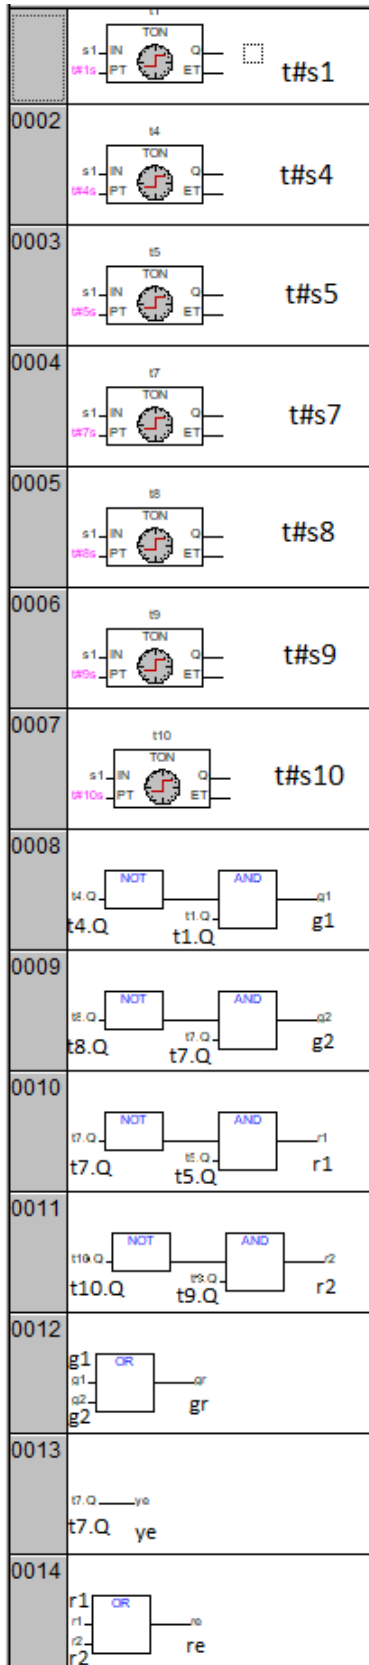 t1
TON
s1 IN Q
t#1s PT ET
t#s1
0002
t4
TON
s1 IN Q
t#4s PT ET
t#s4
0003
t5
TON
s1 IN Q
t#5s PT ET
t#s5
0004
t7
TON
s1 IN Q
t#7s PT ET
t#s7
0005
t8
TON
s1 IN Q
t#8s PT ET
t#s8
0006
t9
TON
s1 IN Q
t#9s PT ET
t#s9
0007
t10
TON
s1 IN Q
t#10s PT ET
t#s10
0008
NOT AND
t4.Q g1
t1.Q
t4.Q t1.Q g1
0009
NOT AND
t8.Q g2
t7.Q
t8.Q t7.Q g2
0010
NOT AND
t7.Q r1
t5.Q
t7.Q t5.Q r1
0011
NOT AND
t10.Q r2
t9.Q
t10.Q t9.Q r2
0012
g1 OR
g1 gr
g2 gr
g2
0013
t7.Q ye
t7.Q ye
0014
r1 OR
r1 re
r2 re
r2